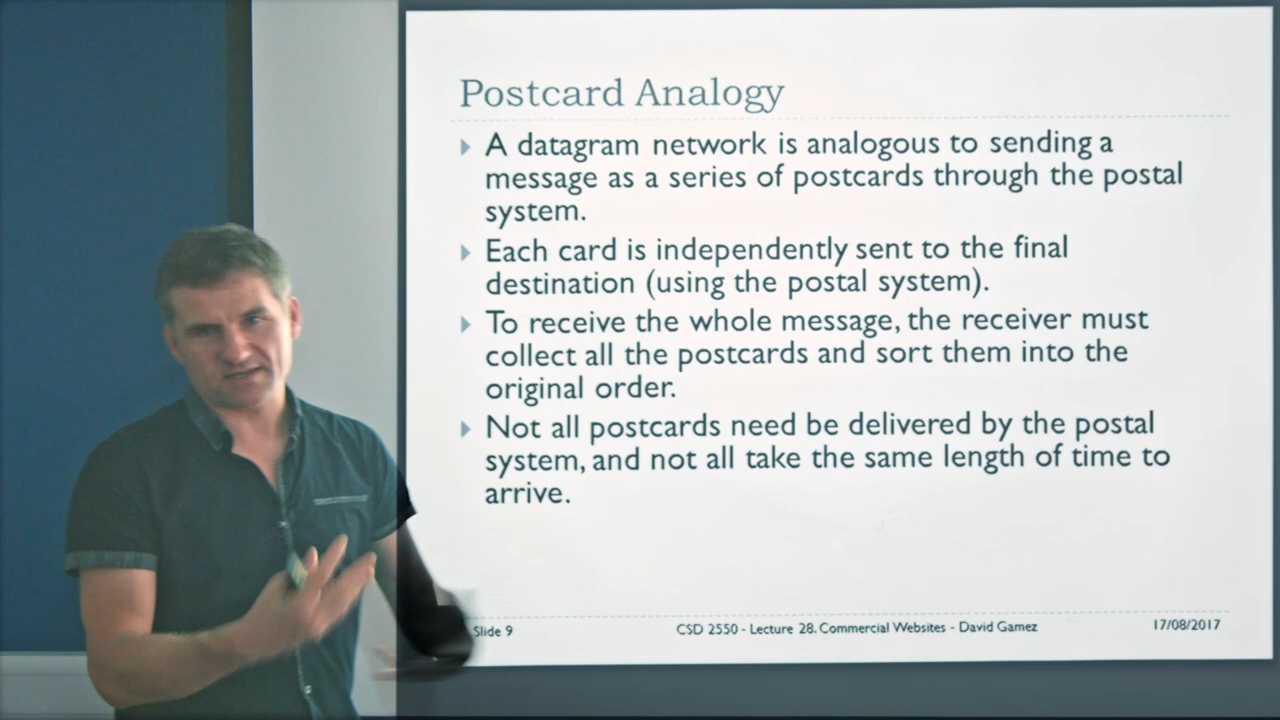 Postcard Analogy
A datagram network is analogous to sending a
message as a series of postcards through the postal
system.
Each card is independently sent to the final
destination (using the postal system).
To receive the whole message, the receiver must
collect all the postcards and sort them into the
original order.
Not all postcards need be delivered by the postal
system, and not all take the same length of time to
arrive.
Slide 9
CSD 2550 - Lecture 28. Commercial Websites - David Gamez
17/08/2017